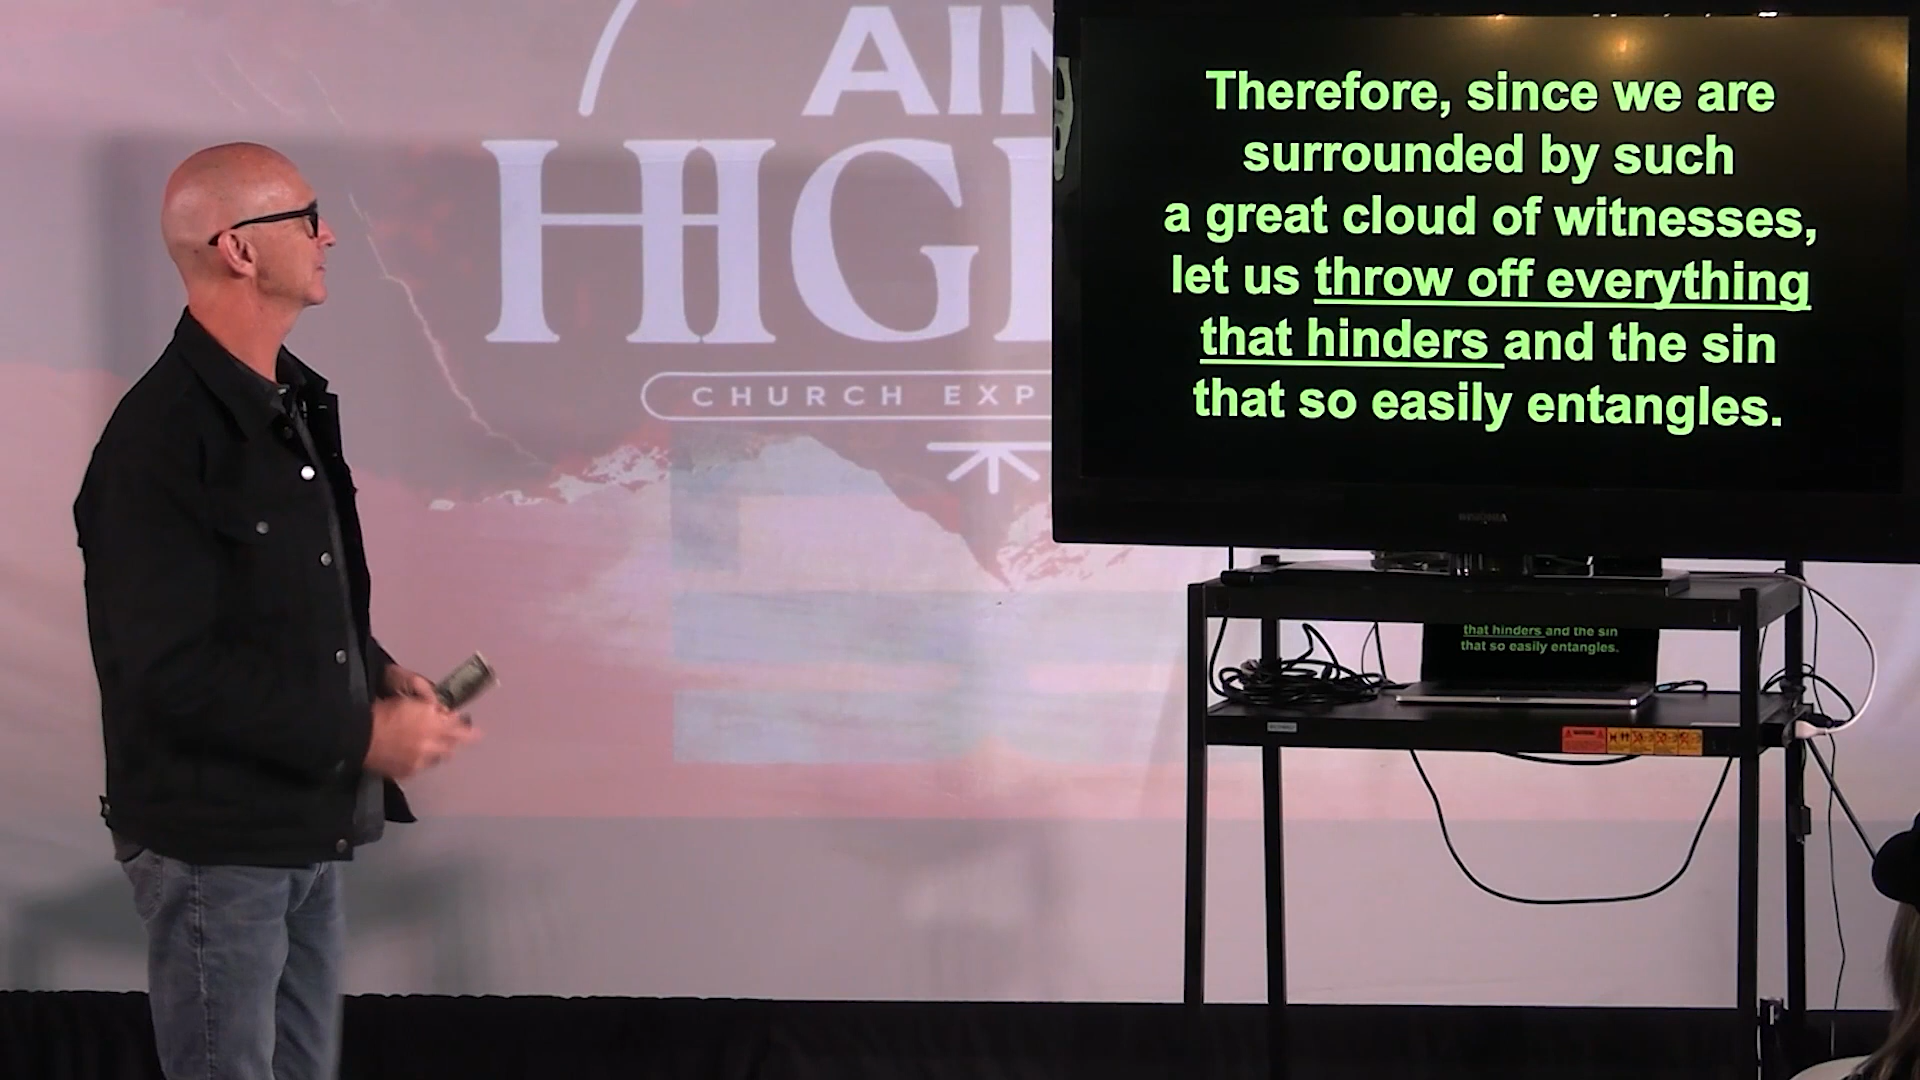 AIN
HIGH
CHURCH EXP
Therefore, since we are
surrounded by such
a great cloud of witnesses,
let us throw off everything
that hinders and the sin
that so easily entangles.
that hinders and the sin
that so easily entangles.